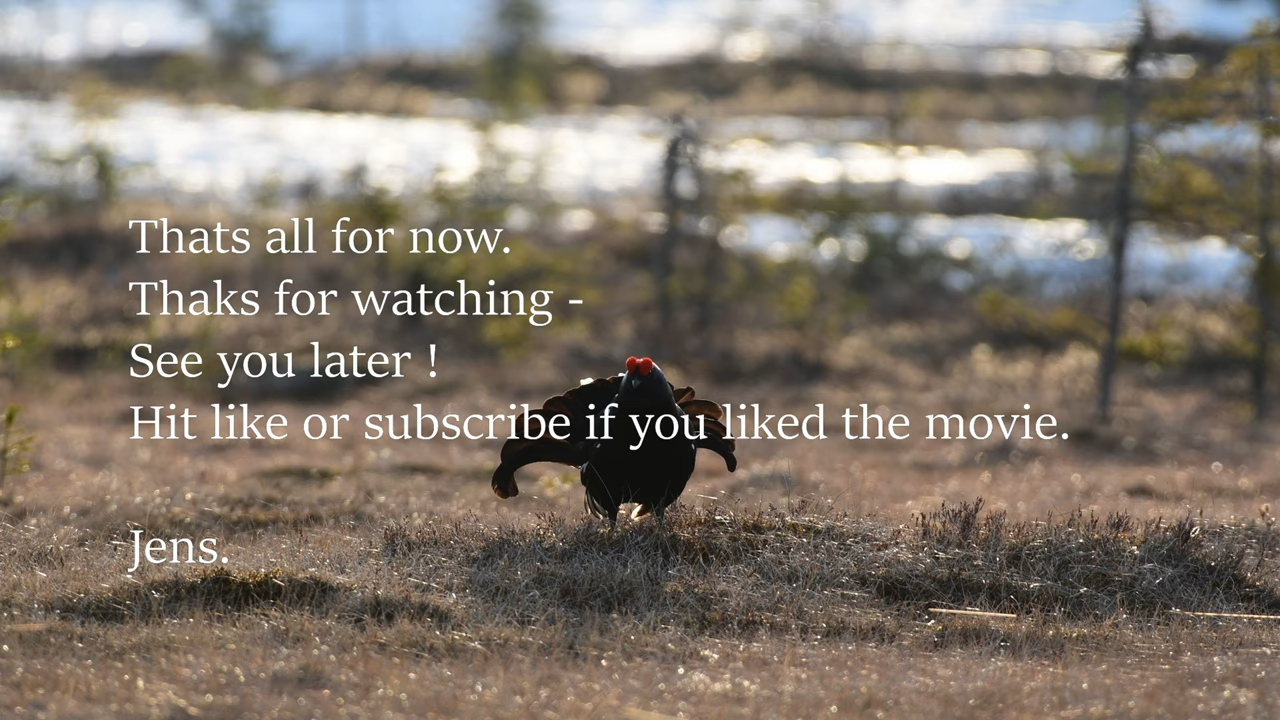 Thats all for now.
Thaks for watching -
See you later !
Hit like or subscribe if you liked the movie.
Jens.